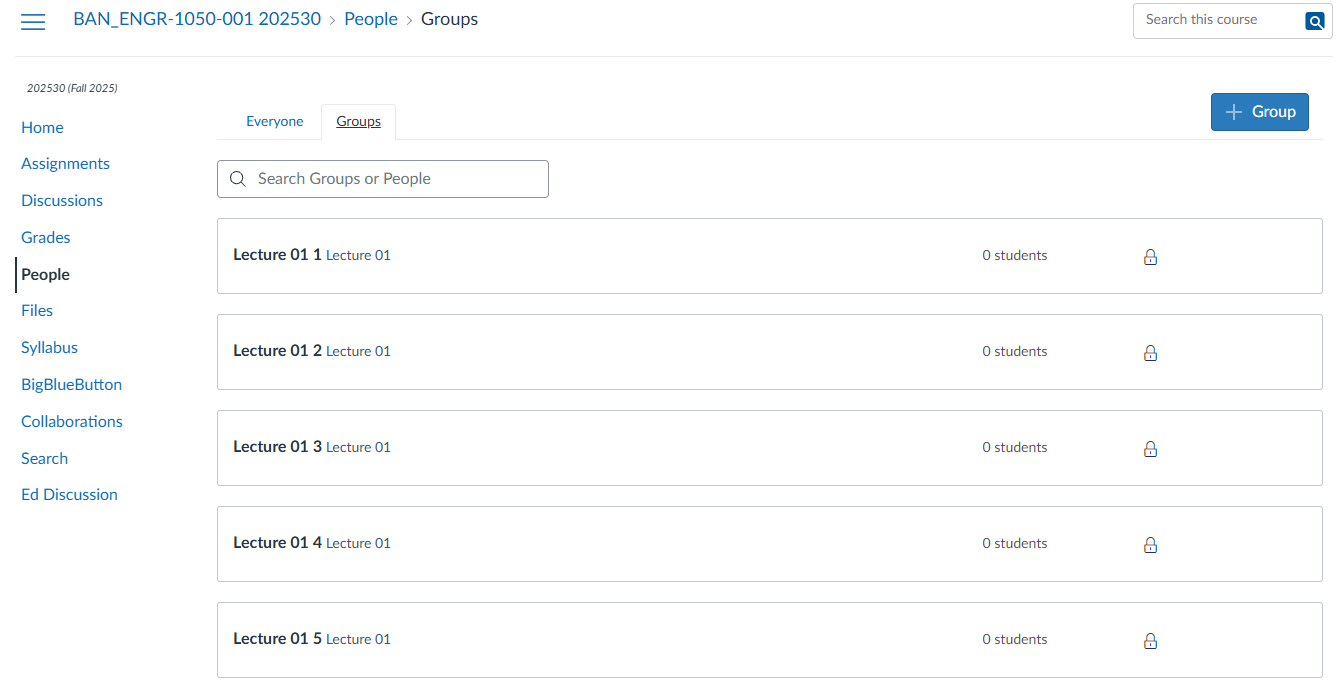 BAN_ENGR-1050-001 202530 > People > Groups
Search this course
202530 (Fall 2025)
Home
Assignments
Discussions
Grades
People
Files
Syllabus
BigBlueButton
Collaborations
Search
Ed Discussion
Everyone
Groups
+ Group
Search Groups or People
Lecture 01 1 Lecture 01 0 students
Lecture 01 2 Lecture 01 0 students
Lecture 01 3 Lecture 01 0 students
Lecture 01 4 Lecture 01 0 students
Lecture 01 5 Lecture 01 0 students